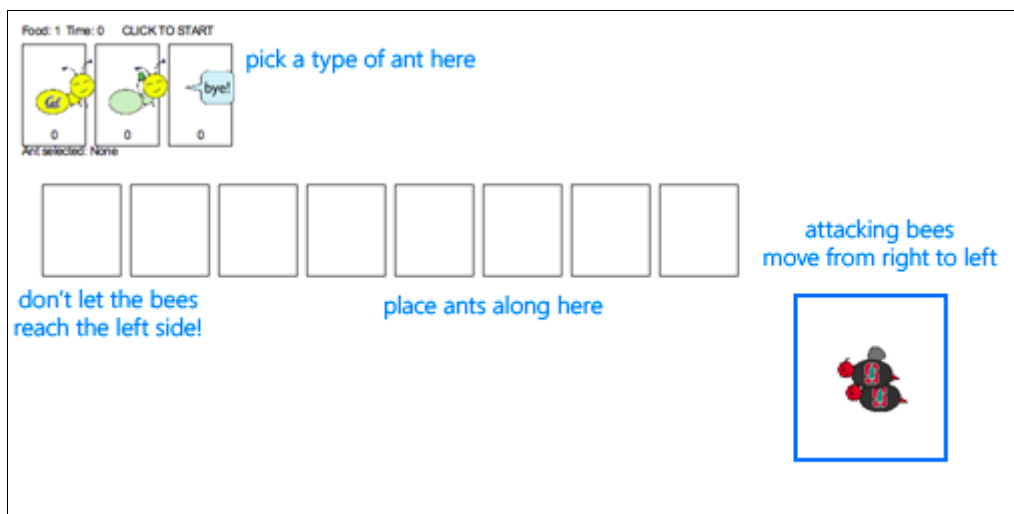 Food: 1 Time: 0 CLICK TO START
pick a type of ant here
Cal
bye!
0 0 0
Ant selected: None
attacking bees
move from right to left
don't let the bees
reach the left side!
place ants along here
S
S